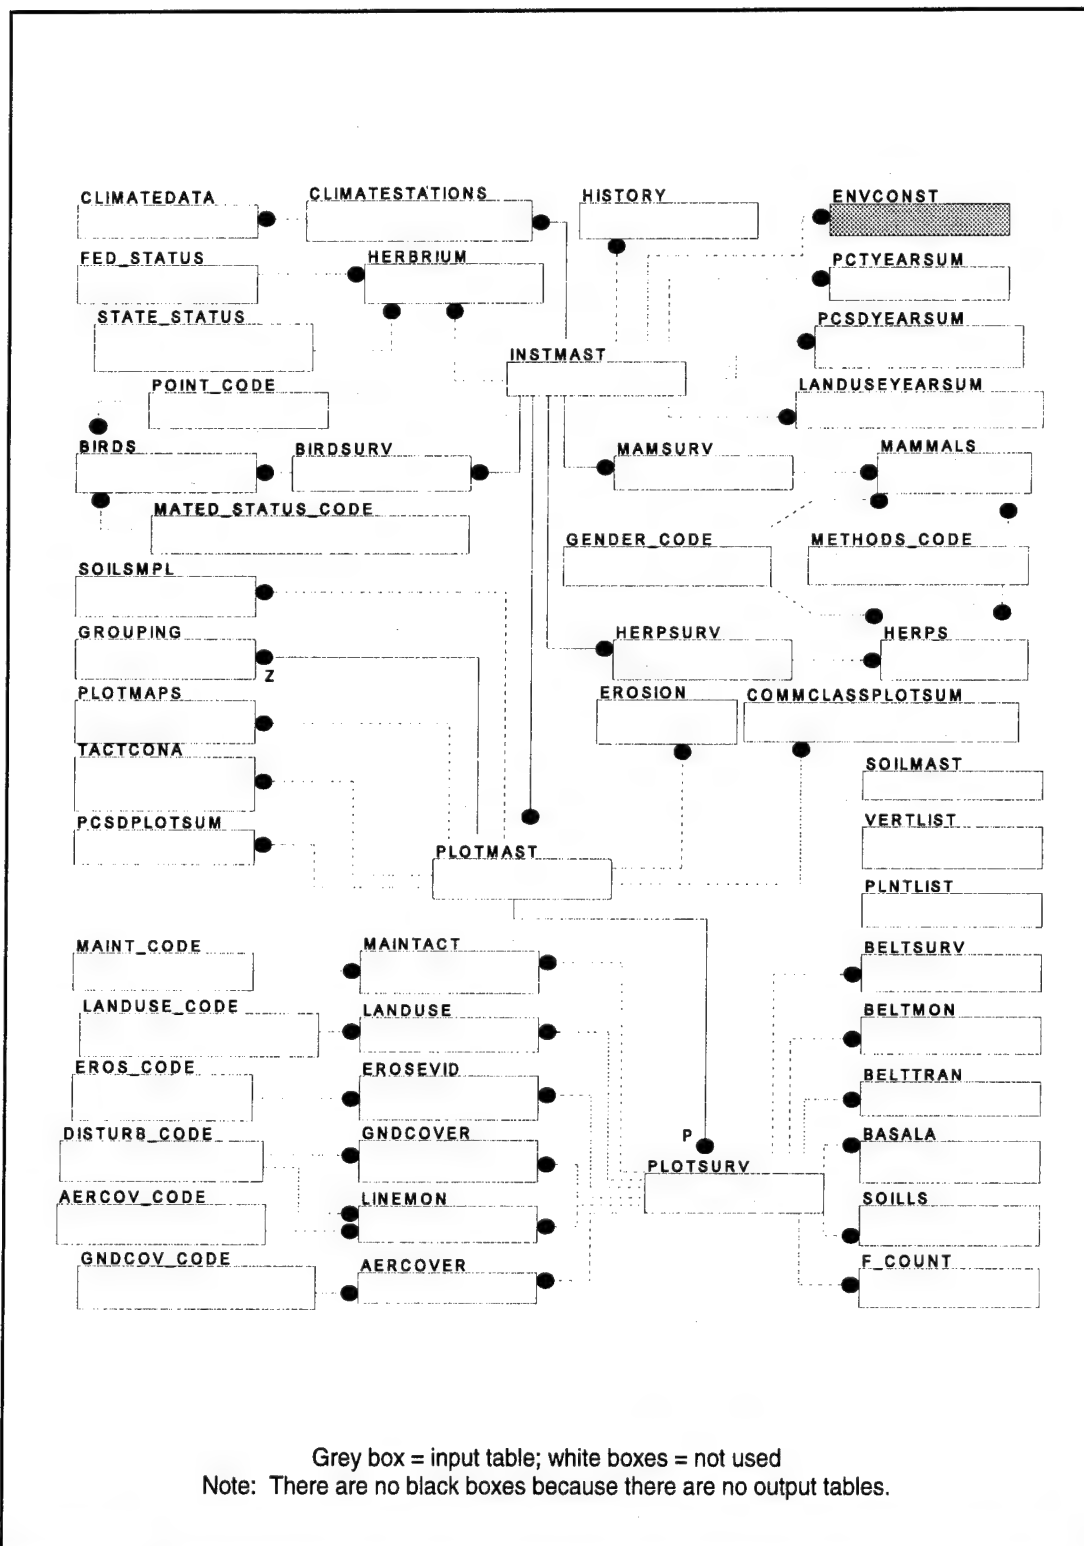 CLIMATEDATA
CLIMATESTATIONS
HISTORY
ENVCONST
FED_STATUS
HERBRIUM
PCTYEARSUM
STATE_STATUS
PCSDYEARSUM
INSTMAST
POINT_CODE
LANDUSEYEARSUM
BIRDS
BIRDSURV
MAMSURV
MAMMALS
MATED_STATUS_CODE
GENDER_CODE
METHODS_CODE
SOILSMPL
GROUPING
Z
HERPSURV
HERPS
PLOTMAPS
EROSION
COMMCLASSPLOTSUM
TACTCONA
SOILMAST
PCSDPLOTSUM
VERTLIST
PLOTMAST
PLNTLIST
MAINT_CODE
MAINTACT
BELTSURV
LANDUSE_CODE
LANDUSE
BELTMON
EROS_CODE
EROSEVID
BELTTRAN
DISTURB_CODE
GNDCOVER
P
BASALA
PLOTSURV
AERCOV_CODE
LINEMON
SOILLS
GNDCOV_CODE
AERCOVER
F_COUNT
Grey box = input table; white boxes = not used
Note: There are no black boxes because there are no output tables.